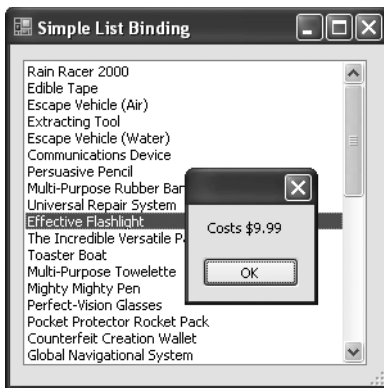 Simple List Binding
Rain Racer 2000
Edible Tape
Escape Vehicle (Air)
Extracting Tool
Escape Vehicle (Water)
Communications Device
Persuasive Pencil
Multi-Purpose Rubber
Universal Repair System
Effective Flashlight
The Incredible Versatile
Toaster Boat
Multi-Purpose Towelette
Mighty Mighty Pen
Perfect-Vision Glasses
Pocket Protector Rocket Pack
Counterfeit Creation Wallet
Global Navigational System
Costs $9.99
OK